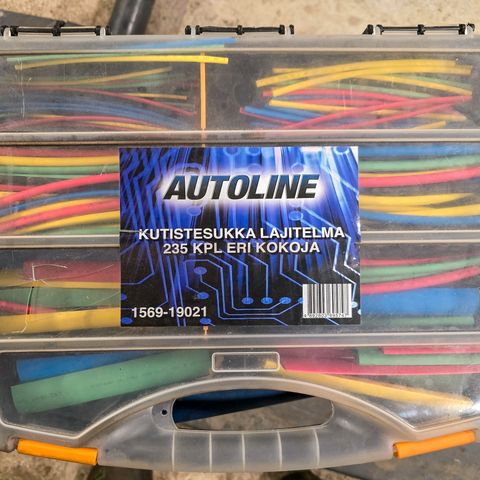 AUTOLINE
KUTISTESUKKA LAJITELMA
235 KPL ERI KOKOJA
1569-19021